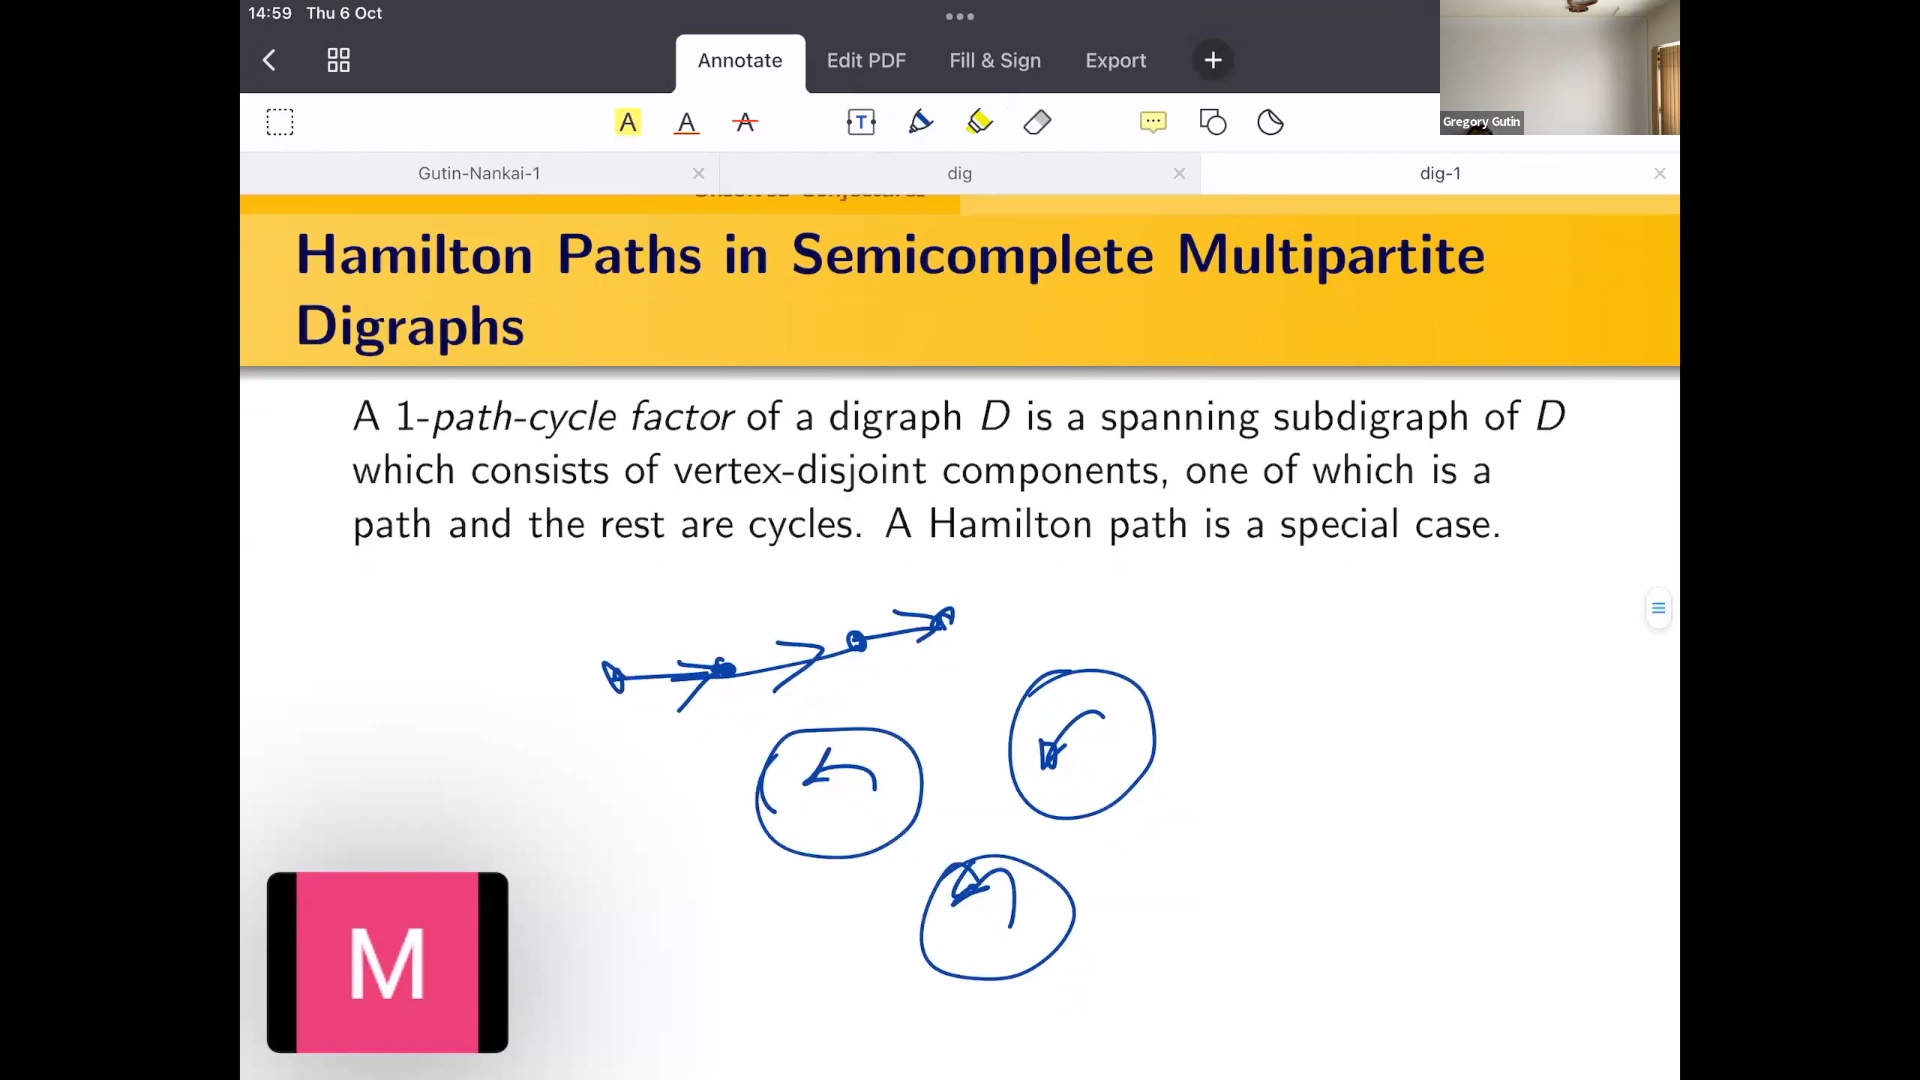 14:59 Thu 6 Oct
Annotate Edit PDF Fill & Sign Export
A A A T
Gregory Gutin
Gutin-Nankai-1 dig dig-1
Hamilton Paths in Semicomplete Multipartite
Digraphs
A 1-path-cycle factor of a digraph D is a spanning subdigraph of D
which consists of vertex-disjoint components, one of which is a
path and the rest are cycles. A Hamilton path is a special case.
M